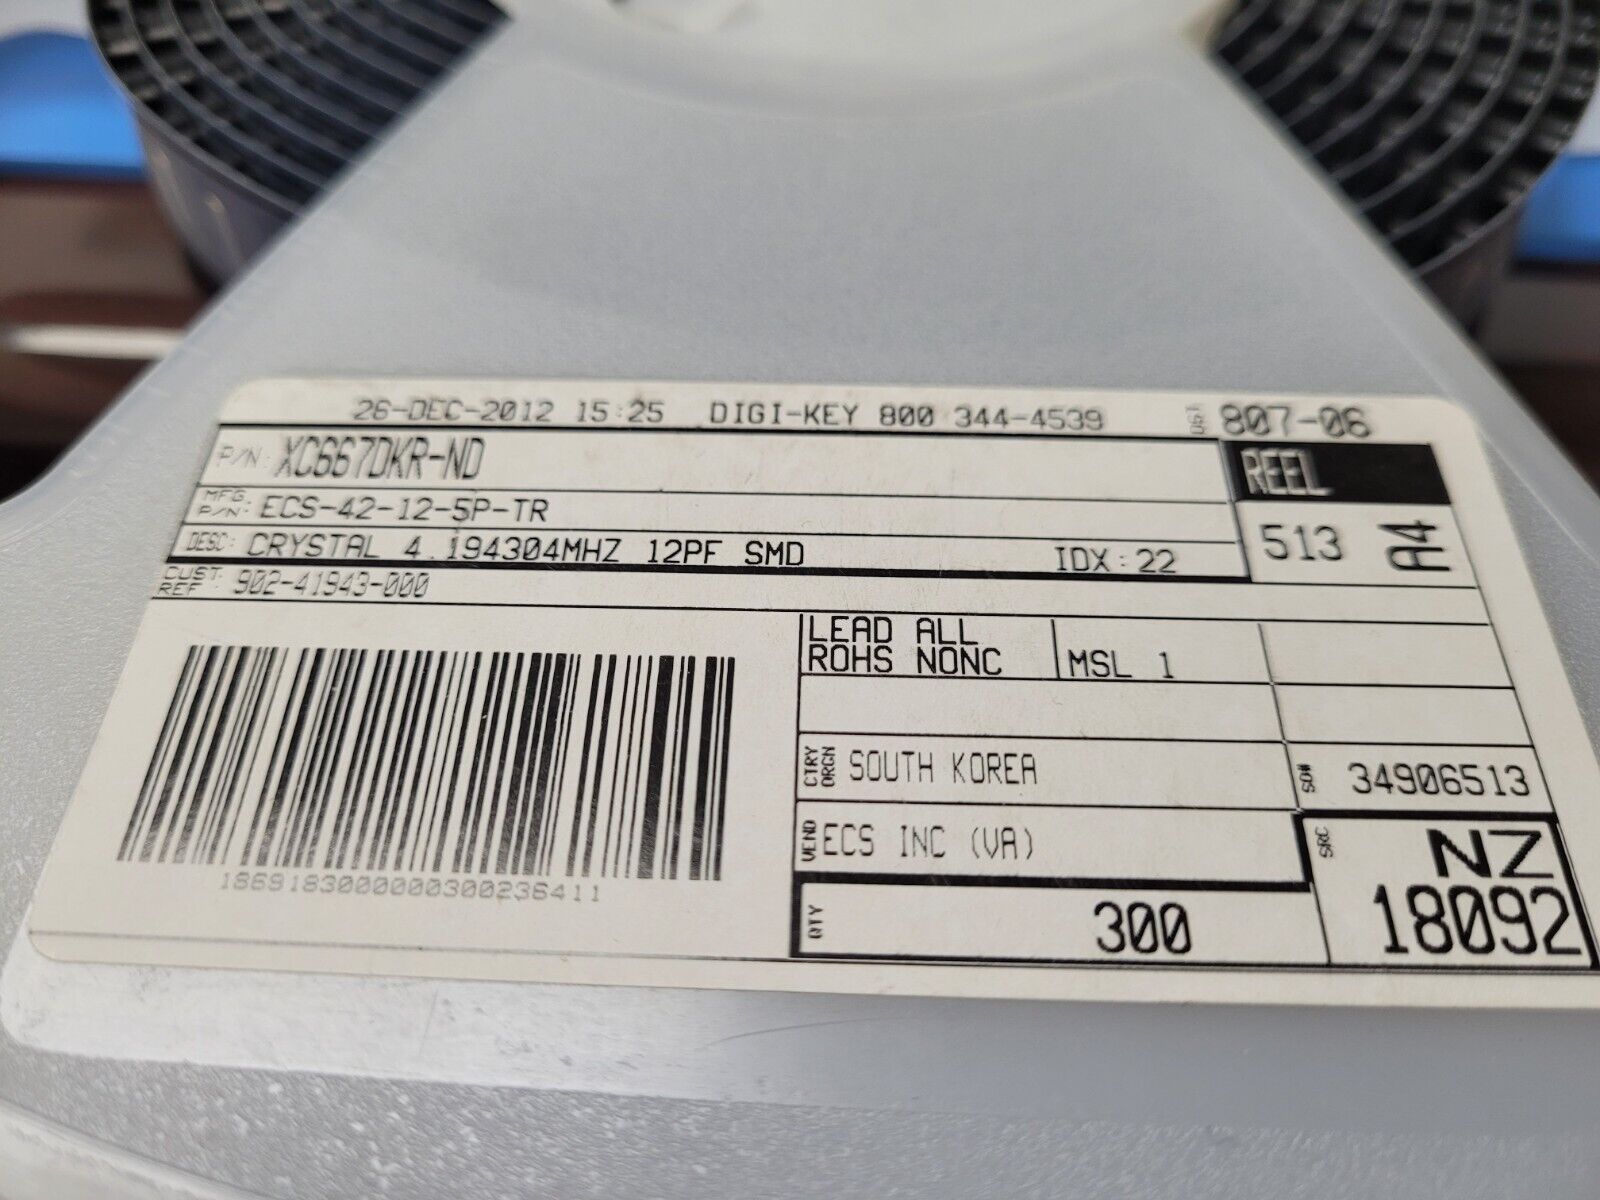 26-DEC-2012 15:25 DIGI-KEY 800 344-4539 807-06
P/N: XC667DKR-ND
REEL
MFG. P/N: ECS-42-12-5P-TR
513 A4
DESC: CRYSTAL 4.194304MHZ 12PF SMD IDX:22
CUST REF: 902-41943-000
LEAD ALL
ROHS NONC
MSL 1
CTRY ORGN SOUTH KOREA
SO# 34906513
VEND ECS INC (VA)
SRC NZ
18092
1869183000000300236411
QTY 300